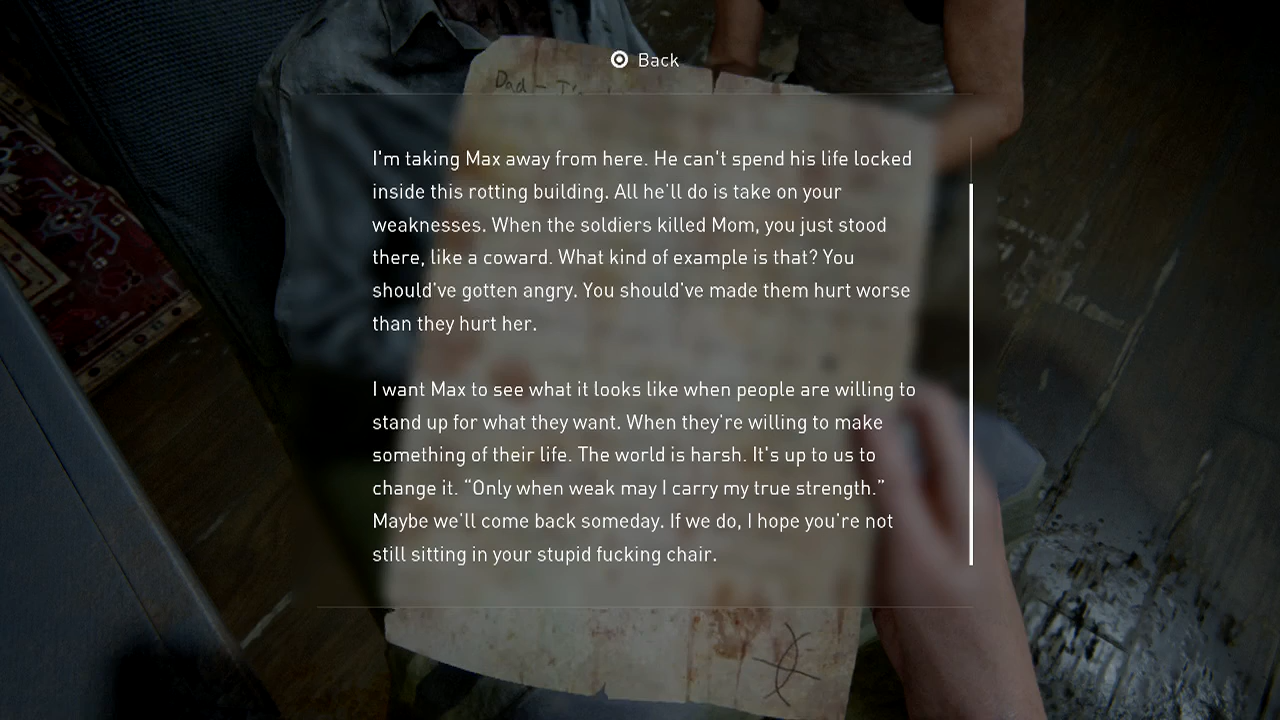 Back
Dad - I'm
I'm taking Max away from here. He can't spend his life locked
inside this rotting building. All he'll do is take on your
weaknesses. When the soldiers killed Mom, you just stood
there, like a coward. What kind of example is that? You
should've gotten angry. You should've made them hurt worse
than they hurt her.
I want Max to see what it looks like when people are willing to
stand up for what they want. When they're willing to make
something of their life. The world is harsh. It's up to us to
change it. “Only when weak may I carry my true strength.”
Maybe we'll come back someday. If we do, I hope you're not
still sitting in your stupid fucking chair.